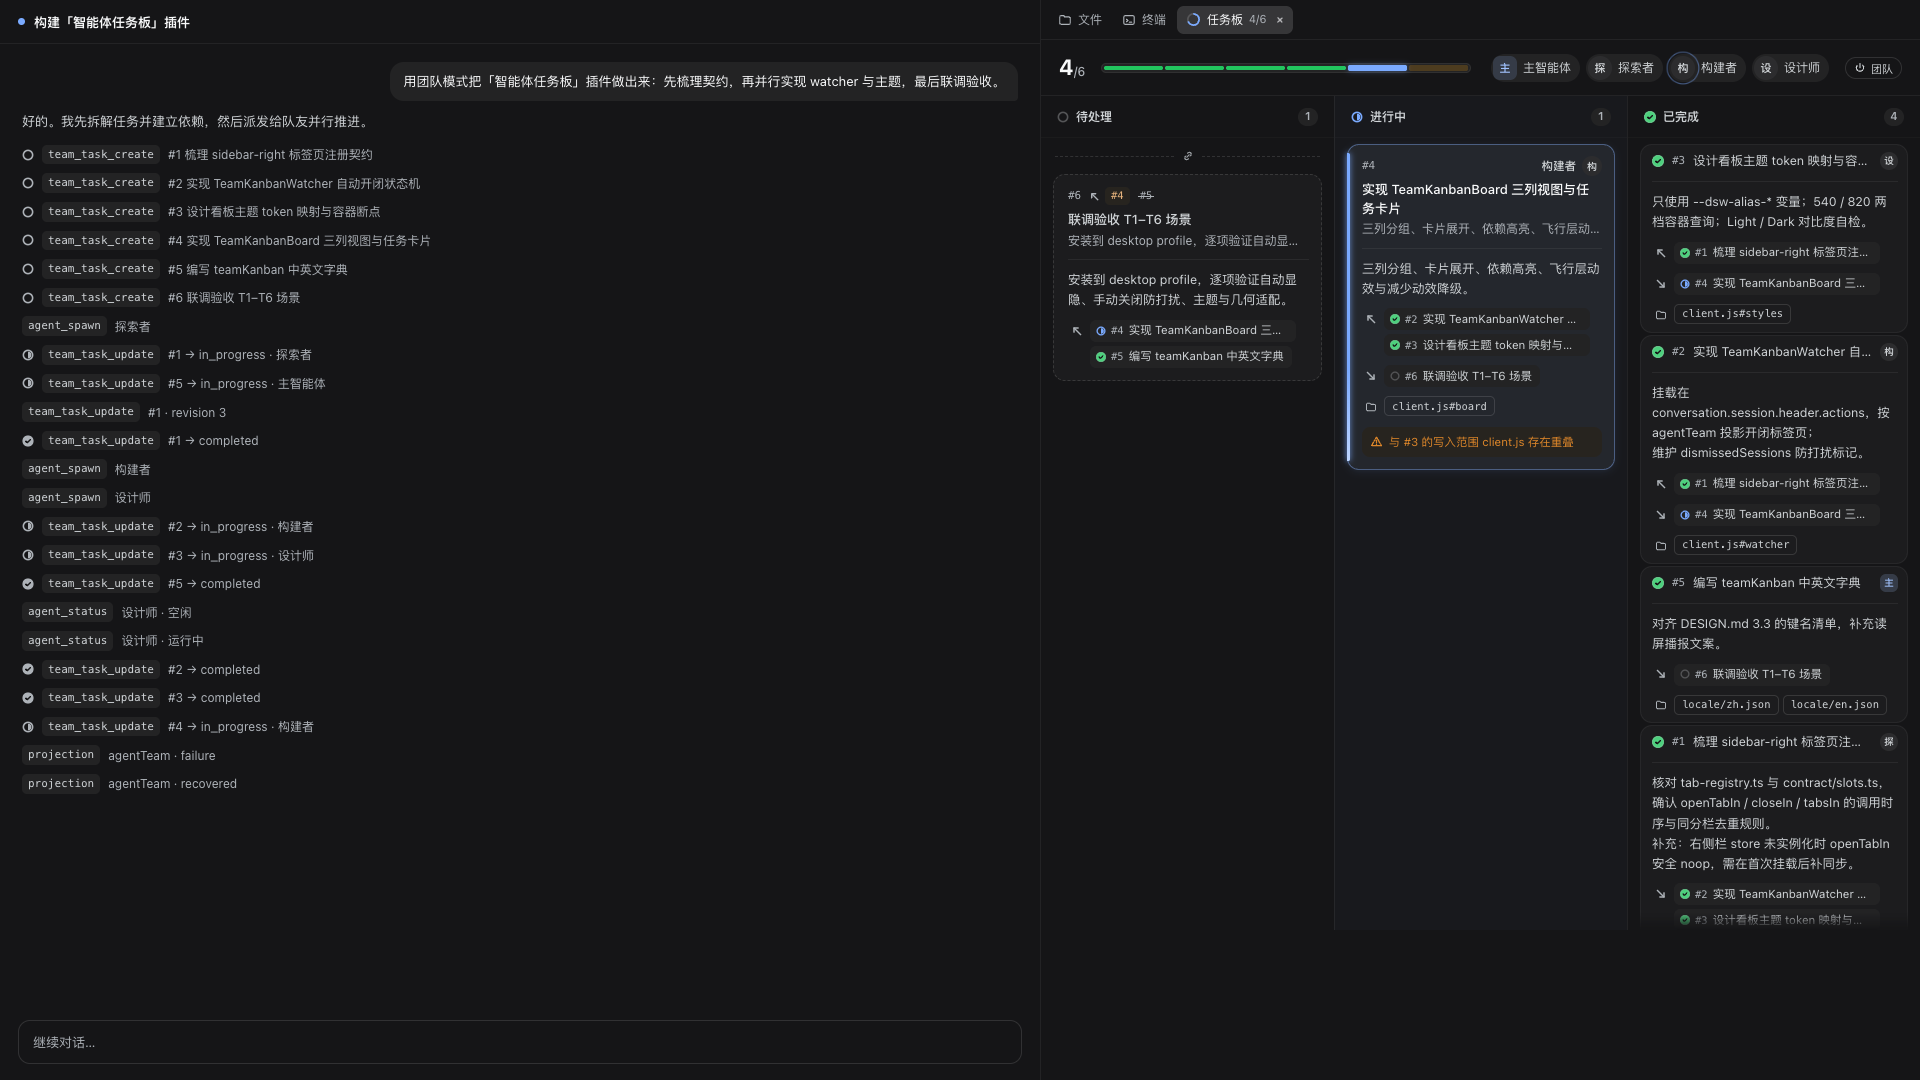 构建「智能体任务板」插件
用团队模式把「智能体任务板」插件做出来：先梳理契约，再并行实现 watcher 与主题，最后联调验收。
好的。我先拆解任务并建立依赖，然后派发给队友并行推进。
team_task_create #1 梳理 sidebar-right 标签页注册契约
team_task_create #2 实现 TeamKanbanWatcher 自动开闭状态机
team_task_create #3 设计看板主题 token 映射与容器断点
team_task_create #4 实现 TeamKanbanBoard 三列视图与任务卡片
team_task_create #5 编写 teamKanban 中英文字典
team_task_create #6 联调验收 T1–T6 场景
agent_spawn 探索者
team_task_update #1 → in_progress · 探索者
team_task_update #5 → in_progress · 主智能体
team_task_update #1 · revision 3
team_task_update #1 → completed
agent_spawn 构建者
agent_spawn 设计师
team_task_update #2 → in_progress · 构建者
team_task_update #3 → in_progress · 设计师
team_task_update #5 → completed
agent_status 设计师 · 空闲
agent_status 设计师 · 运行中
team_task_update #2 → completed
team_task_update #3 → completed
team_task_update #4 → in_progress · 构建者
projection agentTeam · failure
projection agentTeam · recovered
继续对话...
文件 终端 任务板 4/6 ×
4/6 主 主智能体 探 探索者 构 构建者 设 设计师 团队
待处理 1
#6 ↖ #4 #5
联调验收 T1–T6 场景
安装到 desktop profile，逐项验证自动显...
安装到 desktop profile，逐项验证自动显
隐、手动关闭防打扰、主题与几何适配。
↖ #4 实现 TeamKanbanBoard 三...
#5 编写 teamKanban 中英文字典
进行中 1
#4 构建者 构
实现 TeamKanbanBoard 三列视图与任
务卡片
三列分组、卡片展开、依赖高亮、飞行层动...
三列分组、卡片展开、依赖高亮、飞行层动
效与减少动效降级。
↖ #2 实现 TeamKanbanWatcher ...
#3 设计看板主题 token 映射与...
↘ #6 联调验收 T1–T6 场景
client.js#board
与 #3 的写入范围 client.js 存在重叠
已完成 4
#3 设计看板主题 token 映射与容... 设
只使用 --dsw-alias-* 变量；540 / 820 两
档容器查询；Light / Dark 对比度自检。
↖ #1 梳理 sidebar-right 标签页注...
↘ #4 实现 TeamKanbanBoard 三...
client.js#styles
#2 实现 TeamKanbanWatcher 自... 构
挂载在
conversation.session.header.actions，按
agentTeam 投影开闭标签页；
维护 dismissedSessions 防打扰标记。
↖ #1 梳理 sidebar-right 标签页注...
↘ #4 实现 TeamKanbanBoard 三...
client.js#watcher
#5 编写 teamKanban 中英文字典 主
对齐 DESIGN.md 3.3 的键名清单，补充读
屏播报文案。
↘ #6 联调验收 T1–T6 场景
locale/zh.json locale/en.json
#1 梳理 sidebar-right 标签页注... 探
核对 tab-registry.ts 与 contract/slots.ts，
确认 openTabIn / closeIn / tabsIn 的调用时
序与同分栏去重规则。
补充：右侧栏 store 未实例化时 openTabIn
安全 noop，需在首次挂载后补同步。
↘ #2 实现 TeamKanbanWatcher ...
#3 设计看板主题 token 映射与...